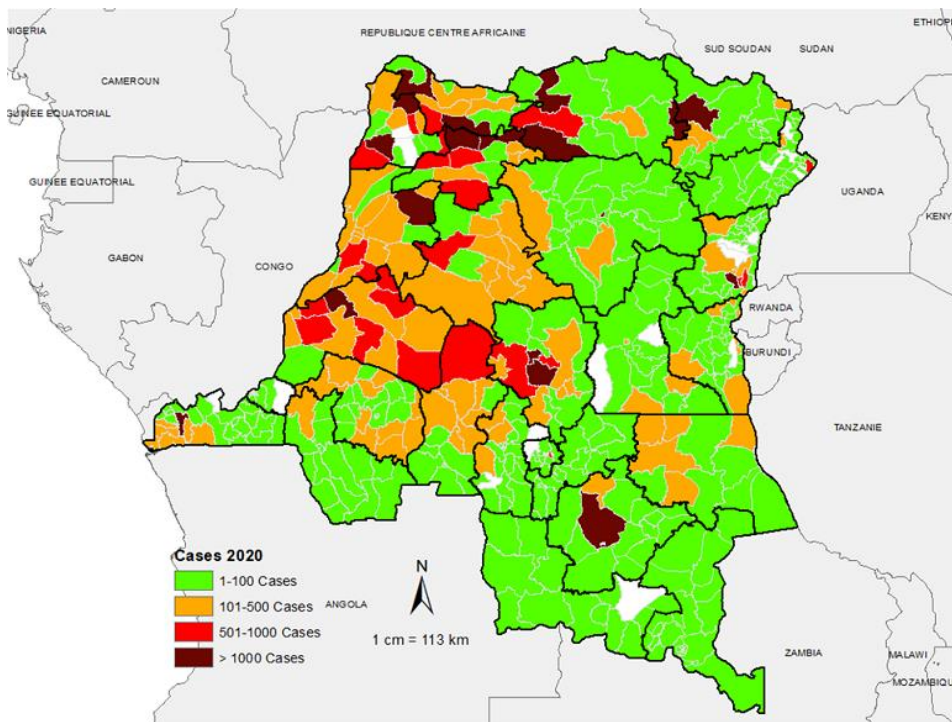 NIGERIA
REPUBLIQUE CENTRE AFRICAINE
ETHIOP
SUD SOUDAN
SUDAN
CAMEROUN
GUINEE EQUATORIAL
GUINEE EQUATORIAL
UGANDA
KENY
GABON
CONGO
RWANDA
BURUNDI
TANZANIE
Cases 2020
1-100 Cases
101-500 Cases
501-1000 Cases
> 1000 Cases
ANGOLA
N
1 cm = 113 km
ZAMBIA
MALAWI
MOZAMBIQU